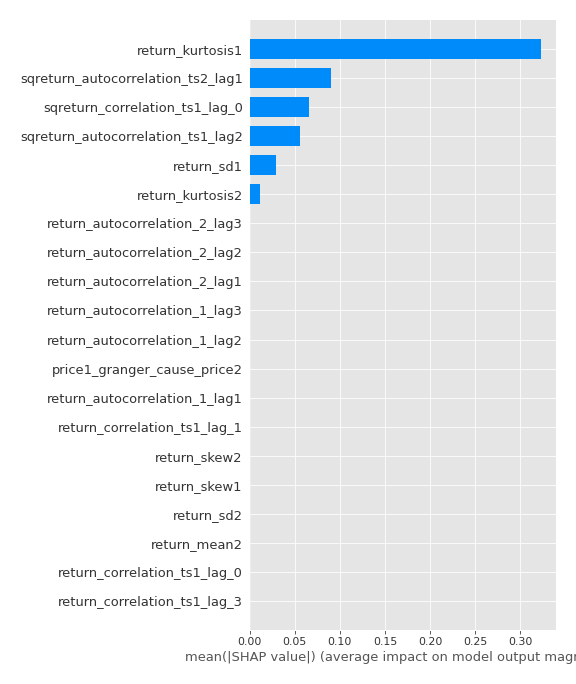 return_kurtosis1
sqreturn_autocorrelation_ts2_lag1
sqreturn_correlation_ts1_lag_0
sqreturn_autocorrelation_ts1_lag2
return_sd1
return_kurtosis2
return_autocorrelation_2_lag3
return_autocorrelation_2_lag2
return_autocorrelation_2_lag1
return_autocorrelation_1_lag3
return_autocorrelation_1_lag2
price1_granger_cause_price2
return_autocorrelation_1_lag1
return_correlation_ts1_lag_1
return_skew2
return_skew1
return_sd2
return_mean2
return_correlation_ts1_lag_0
return_correlation_ts1_lag_3
0.00 0.05 0.10 0.15 0.20 0.25 0.30
mean(|SHAP value|) (average impact on model output magn